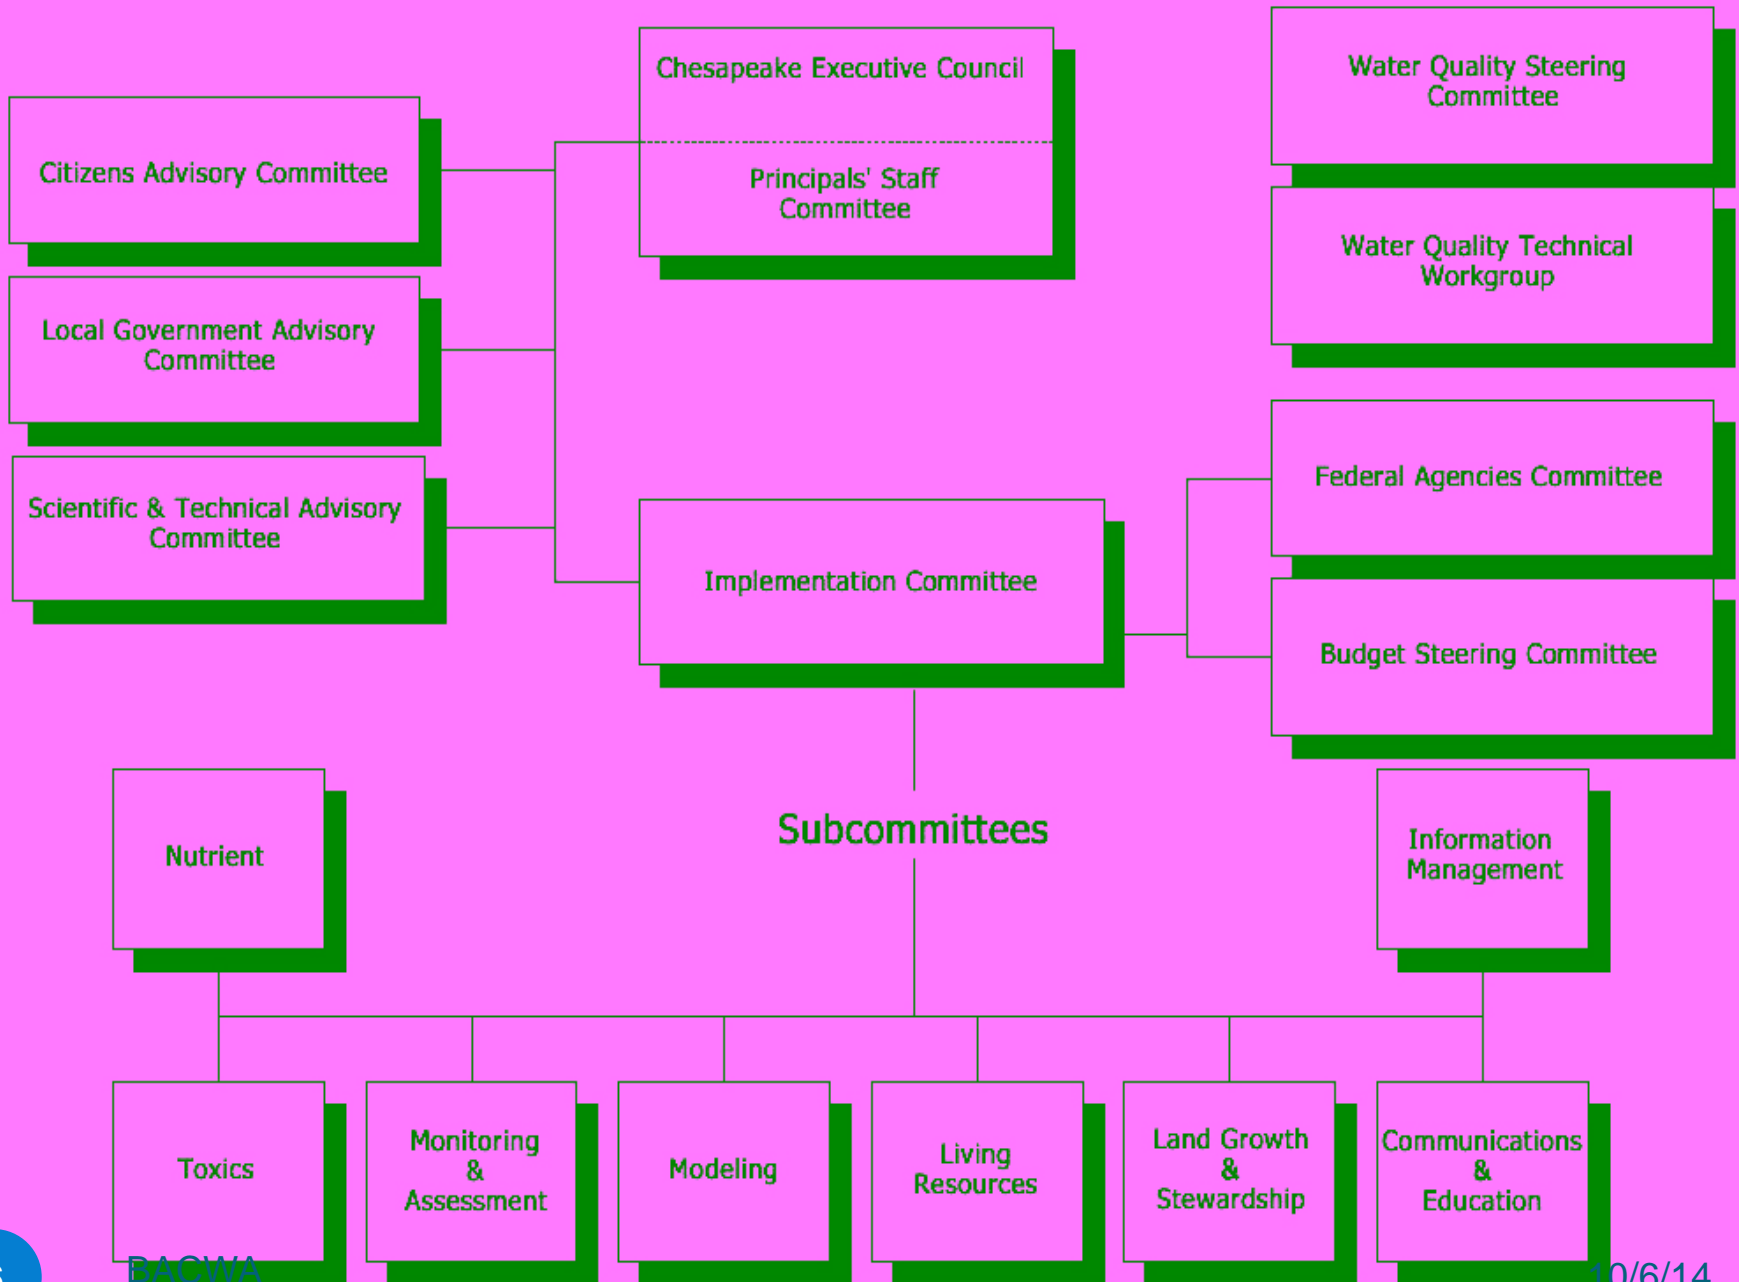 Chesapeake Executive Council
Principals' Staff
Committee
Water Quality Steering
Committee
Citizens Advisory Committee
Water Quality Technical
Workgroup
Local Government Advisory
Committee
Scientific & Technical Advisory
Committee
Federal Agencies Committee
Implementation Committee
Budget Steering Committee
Subcommittees
Nutrient
Information
Management
Toxics
Monitoring
&
Assessment
Modeling
Living
Resources
Land Growth
&
Stewardship
Communications
&
Education
BACWA
10/6/14